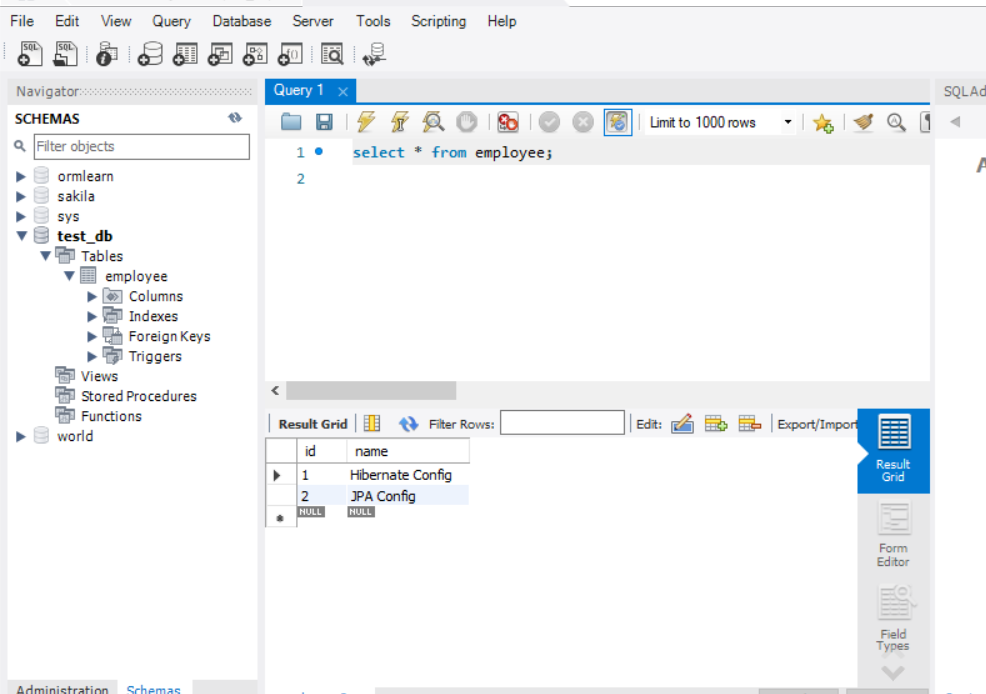 File Edit View Query Database Server Tools Scripting Help
SQL SQL
Navigator
SCHEMAS
Filter objects
ormlearn
sakila
sys
test_db
Tables
employee
Columns
Indexes
Foreign Keys
Triggers
Views
Stored Procedures
Functions
world
Administration Schemas
Query 1
Limit to 1000 rows
1 select * from employee;
2
Result Grid Filter Rows: Edit: Export/Import
id name
1 Hibernate Config
2 JPA Config
NULL NULL
Result
Grid
Form
Editor
Field
Types
SQLAd